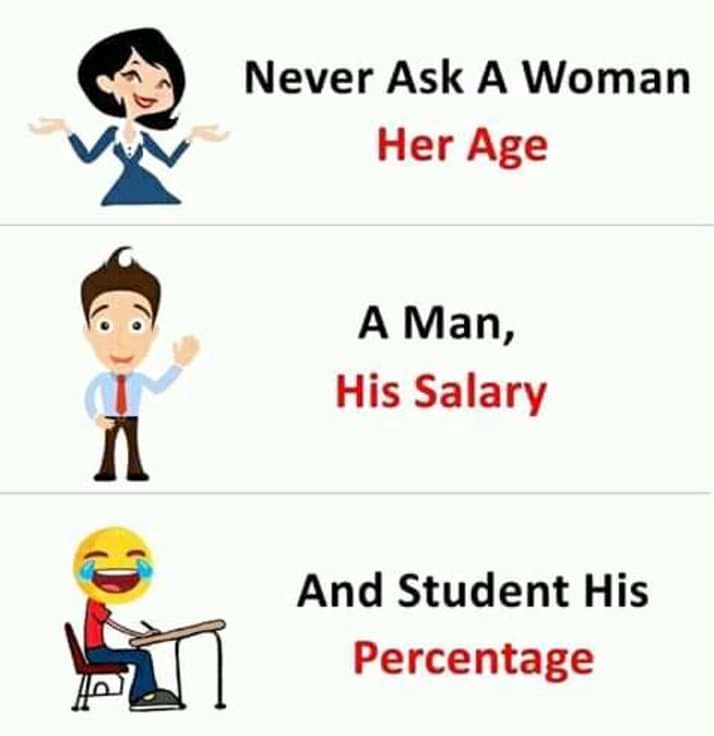 Never Ask A Woman
Her Age
A Man,
His Salary
And Student His
Percentage